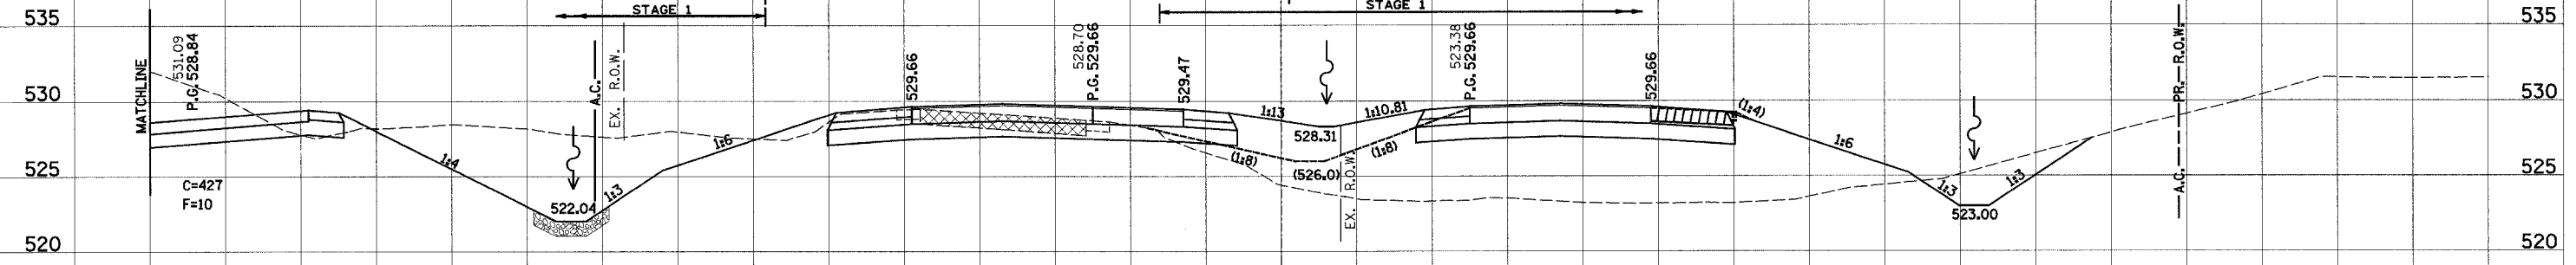 STAGE 1
STAGE 1
535
535
530
530
525
525
520
520
MATCHLINE
531.09
P.G. 528.84
C=427
F=10
1:4
522.04
1:3
A.C.
EX. R.O.W.
1:6
529.66
528.70
P.G. 529.66
529.47
1:13
(1:8)
528.31
(526.0)
EX. R.O.W.
1:10.81
(1:8)
523.38
P.G. 529.66
529.66
(1:4)
1:6
1:3
523.00
1:3
A.C. PR. R.O.W.